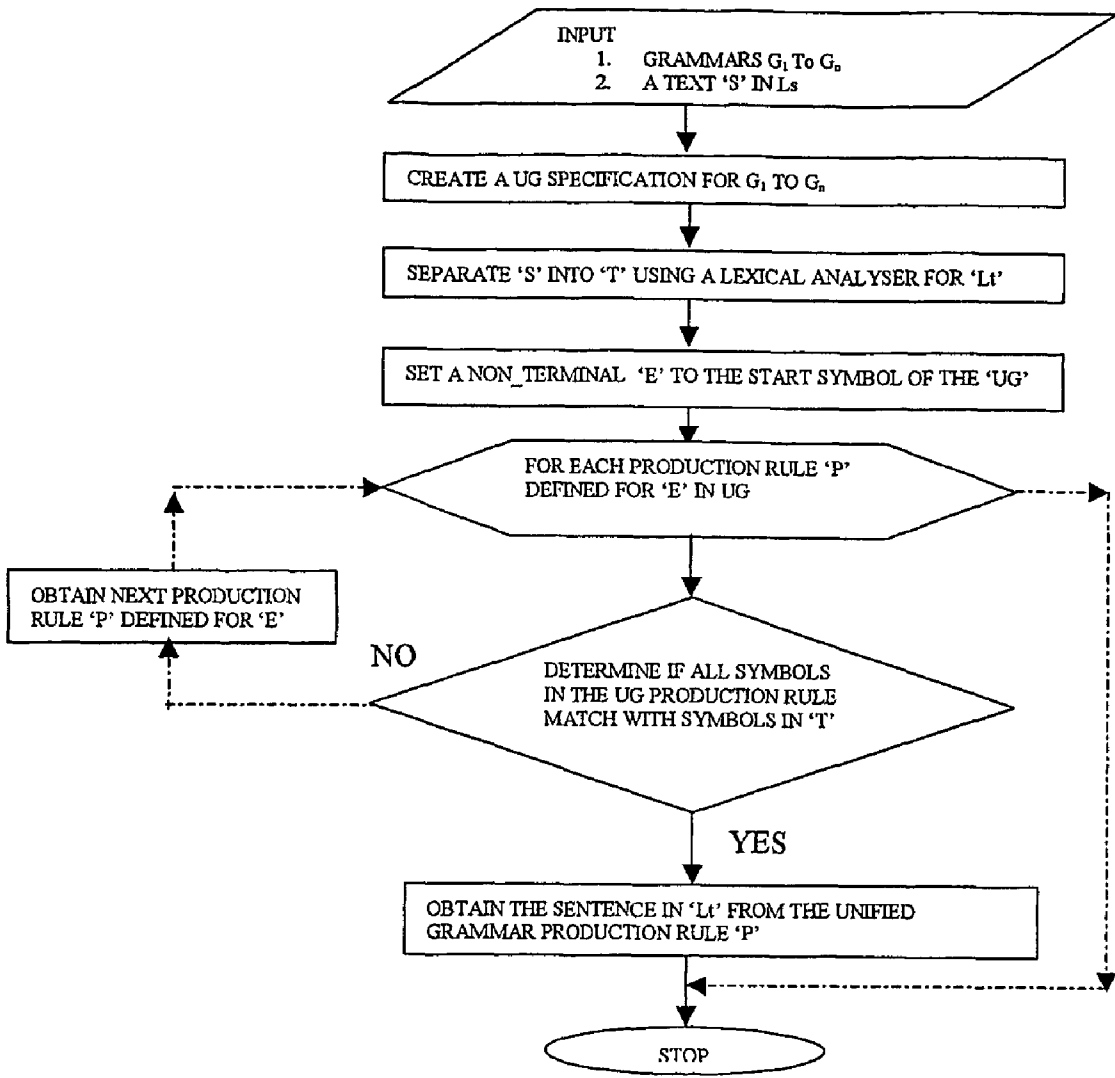 INPUT
1. GRAMMARS G₁ To Gₙ
2. A TEXT ‘S’ IN Ls
CREATE A UG SPECIFICATION FOR G₁ TO Gₙ
SEPARATE ‘S’ INTO ‘T’ USING A LEXICAL ANALYSER FOR ‘Lt’
SET A NON_TERMINAL ‘E’ TO THE START SYMBOL OF THE ‘UG’
FOR EACH PRODUCTION RULE ‘P’
DEFINED FOR ‘E’ IN UG
OBTAIN NEXT PRODUCTION
RULE ‘P’ DEFINED FOR ‘E’
NO
DETERMINE IF ALL SYMBOLS
IN THE UG PRODUCTION RULE
MATCH WITH SYMBOLS IN ‘T’
YES
OBTAIN THE SENTENCE IN ‘Lt’ FROM THE UNIFIED
GRAMMAR PRODUCTION RULE ‘P’
STOP